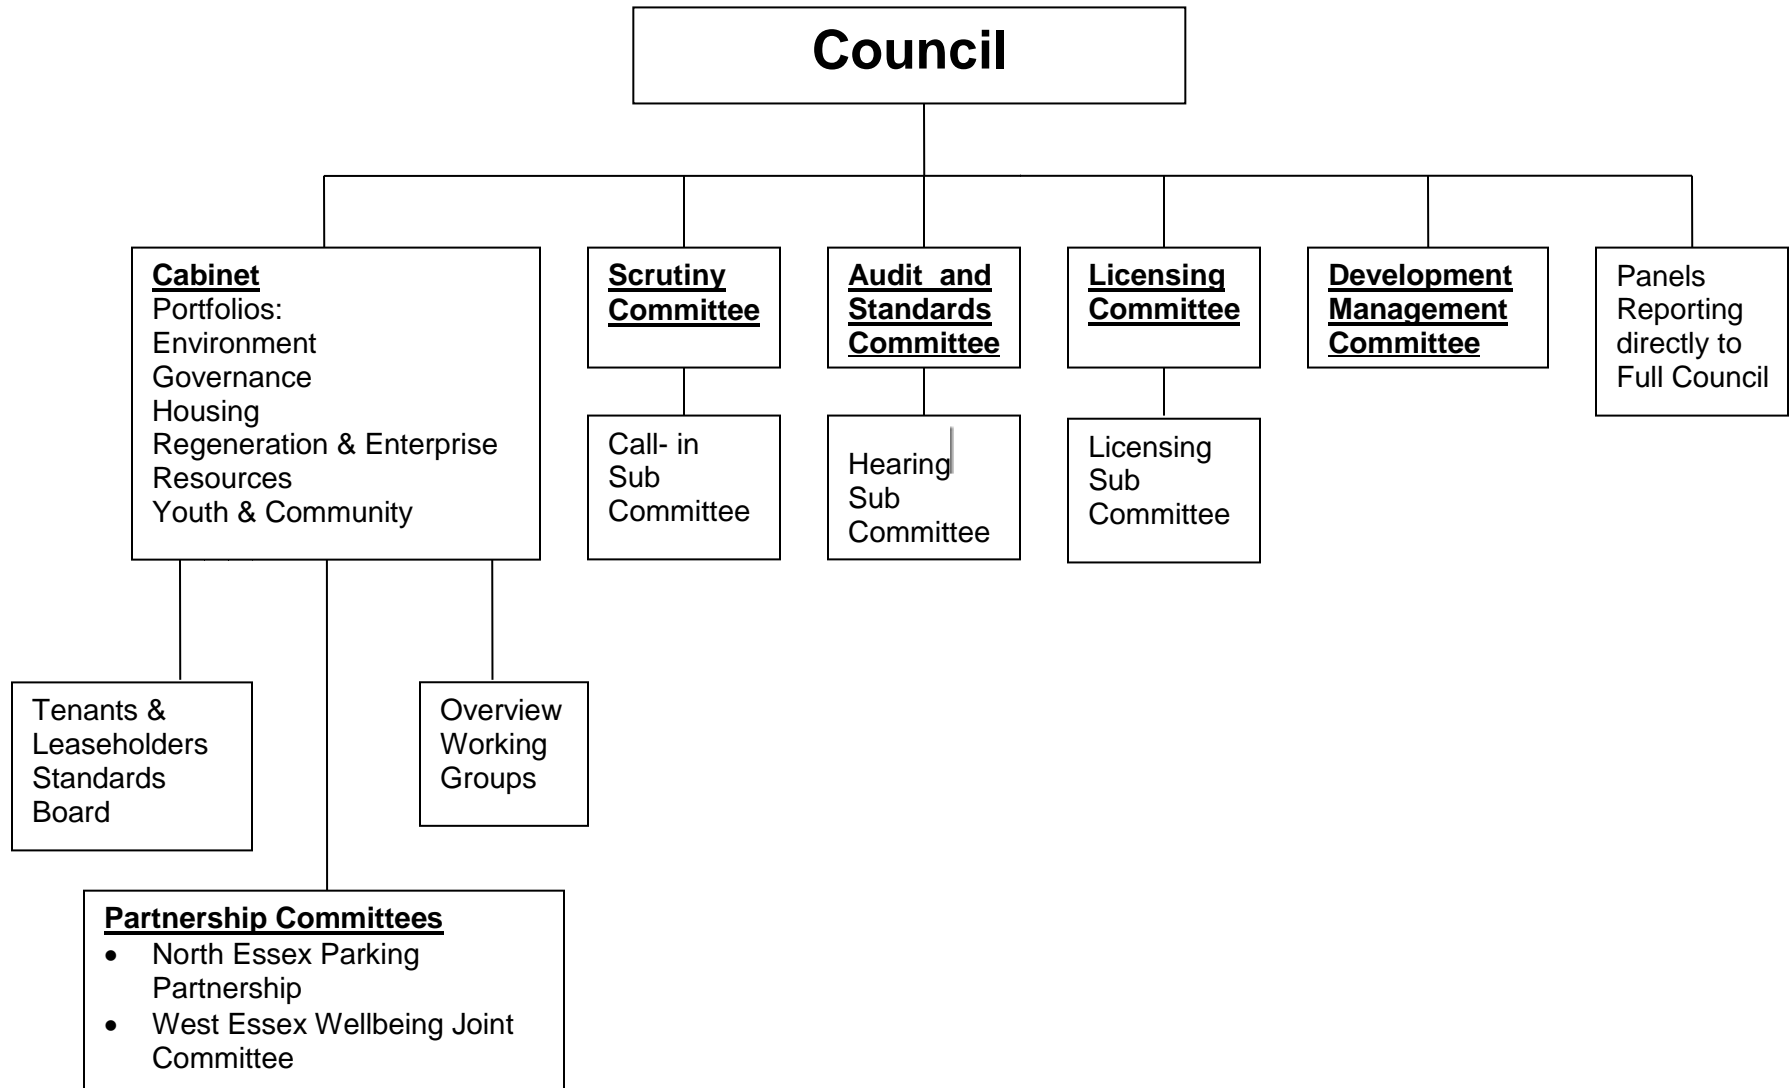 Council
Cabinet
Portfolios:
Environment
Governance
Housing
Regeneration & Enterprise
Resources
Youth & Community
Scrutiny
Committee
Audit and
Standards
Committee
Licensing
Committee
Development
Management
Committee
Panels
Reporting
directly to
Full Council
Call- in
Sub
Committee
Hearing
Sub
Committee
Licensing
Sub
Committee
Tenants &
Leaseholders
Standards
Board
Overview
Working
Groups
Partnership Committees
• North Essex Parking
Partnership
• West Essex Wellbeing Joint
Committee